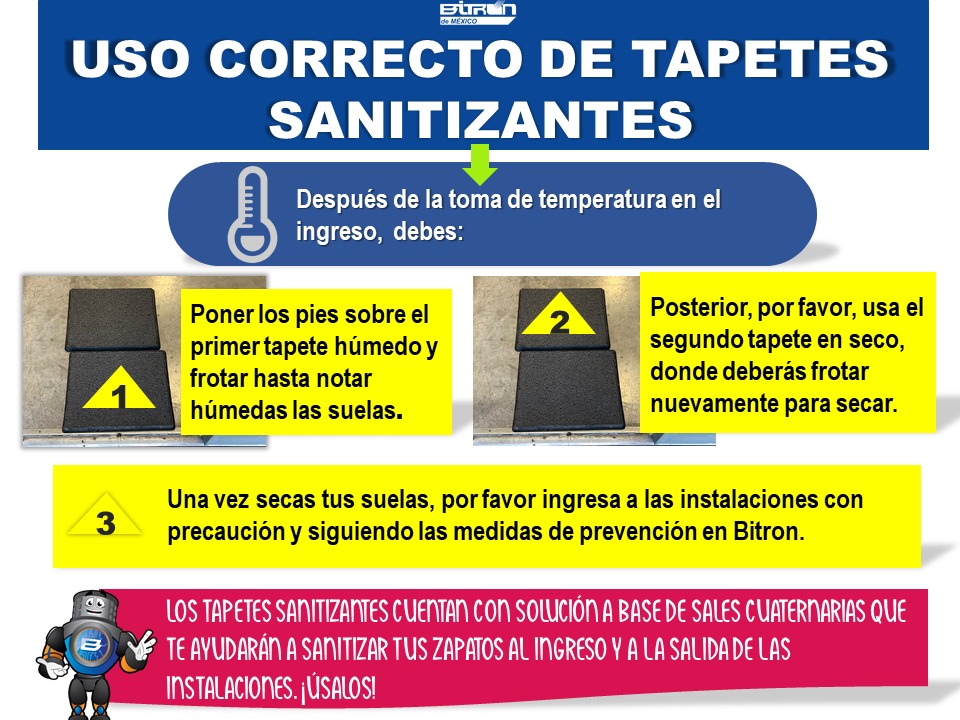 BiTRON
de MÉXICO
USO CORRECTO DE TAPETES
SANITIZANTES
Después de la toma de temperatura en el
ingreso, debes:
Poner los pies sobre el
primer tapete húmedo y
frotar hasta notar
húmedas las suelas.
1
2
Posterior, por favor, usa el
segundo tapete en seco,
donde deberás frotar
nuevamente para secar.
3
Una vez secas tus suelas, por favor ingresa a las instalaciones con
precaución y siguiendo las medidas de prevención en Bitron.
B
LOS TAPETES SANITIZANTES CUENTAN CON SOLUCIÓN A BASE DE SALES CUATERNARIAS QUE
TE AYUDARÁN A SANITIZAR TUS ZAPATOS AL INGRESO Y A LA SALIDA DE LAS
INSTALACIONES. ¡ÚSALOS!